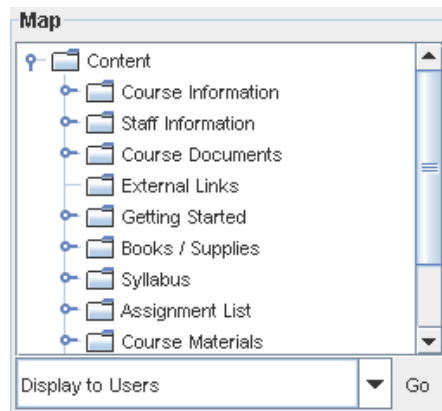 Map
Content
Course Information
Staff Information
Course Documents
External Links
Getting Started
Books / Supplies
Syllabus
Assignment List
Course Materials
Display to Users
Go